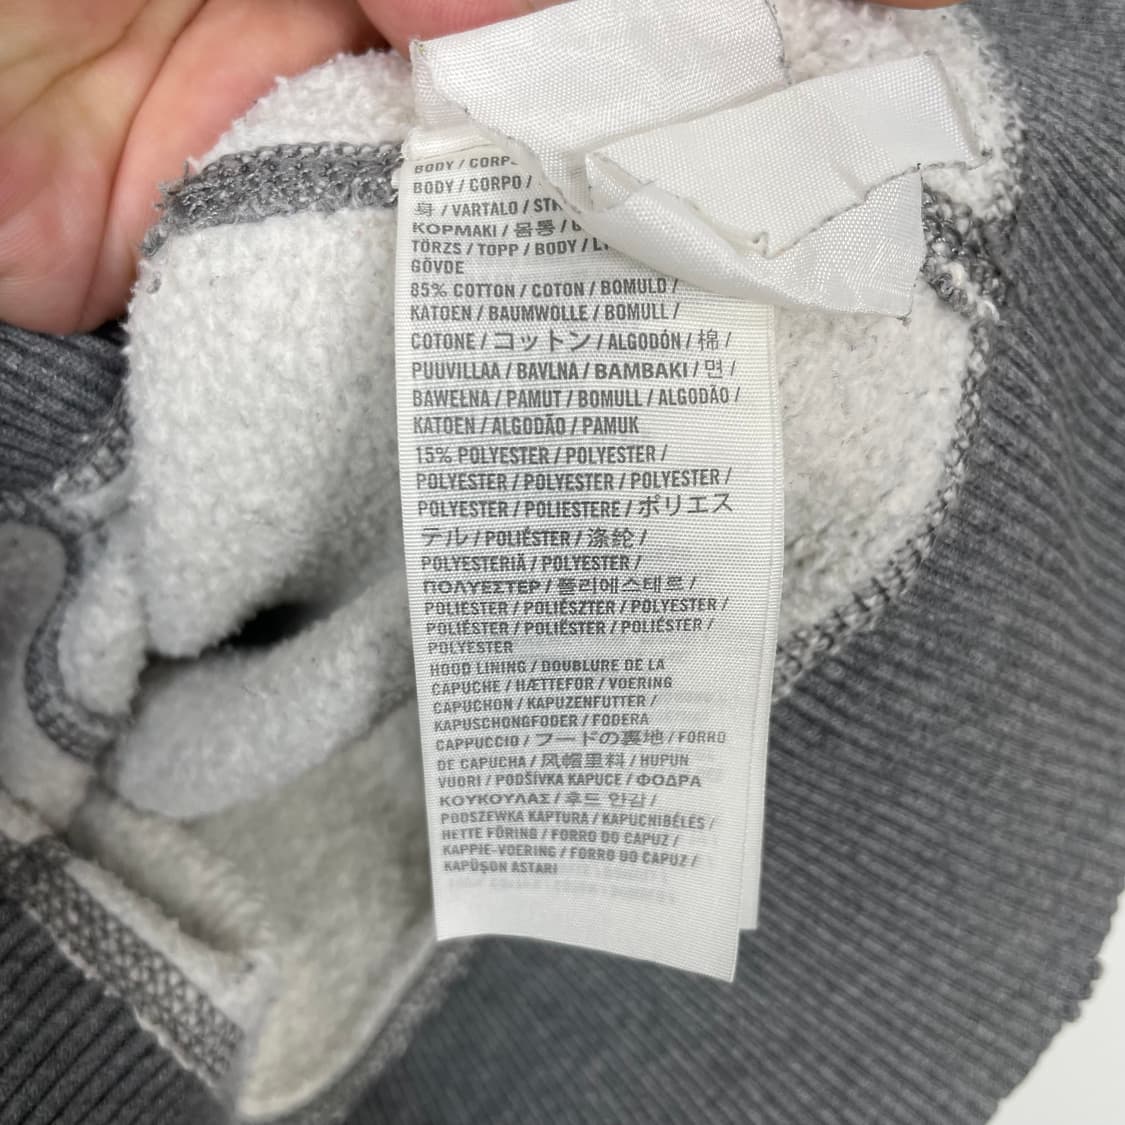 BODY / CORPO
BODY / CORPO /
身 / VARTALO /
ΚΟΡΜΑΚΙ / 몸통 /
TÖRZS / TOPP / BODY /
GÖVDE
85% COTTON / COTON / BOMULD /
KATOEN / BAUMWOLLE / BOMULL /
COTONE / コットン / ALGODÓN / 棉 /
PUUVILLAA / BAVLNA / BAMBAKI / 면 /
BAWEŁNA / PAMUT / BOMULL / ALGODÃO /
KATOEN / ALGODÃO / PAMUK
15% POLYESTER / POLYESTER /
POLYESTER / POLYESTER / POLYESTER /
POLYESTER / POLIESTERE / ポリエス
テル / POLIÉSTER / 涤纶 /
POLYESTERIÄ / POLYESTER /
ΠΟΛΥΕΣΤΕΡ / 폴리에스테르 /
POLIESTER / POLIÉSZTER / POLYESTER /
POLIÉSTER / POLIÉSTER / POLIÉSTER /
POLYESTER
HOOD LINING / DOUBLURE DE LA
CAPUCHE / HÆTTEFOR / VOERING
CAPUCHON / KAPUZENFUTTER /
KAPUSCHONGFODER / FODERA
CAPPUCCIO / フードの裏地 / FORRO
DE CAPUCHA / 风帽里料 / HUPUN
VUORI / PODŠÍVKA KAPUCE / ΦΟΔΡΑ
ΚΟΥΚΟΥΛΑΣ / 후드 안감 /
PODSZEWKA KAPTURA / KAPUCNIBÉLÉS /
HETTE FÔRING / FORRO DO CAPUZ /
KAPPIE-VOERING / FORRO DO CAPUZ /
KAPÜŞON ASTARI